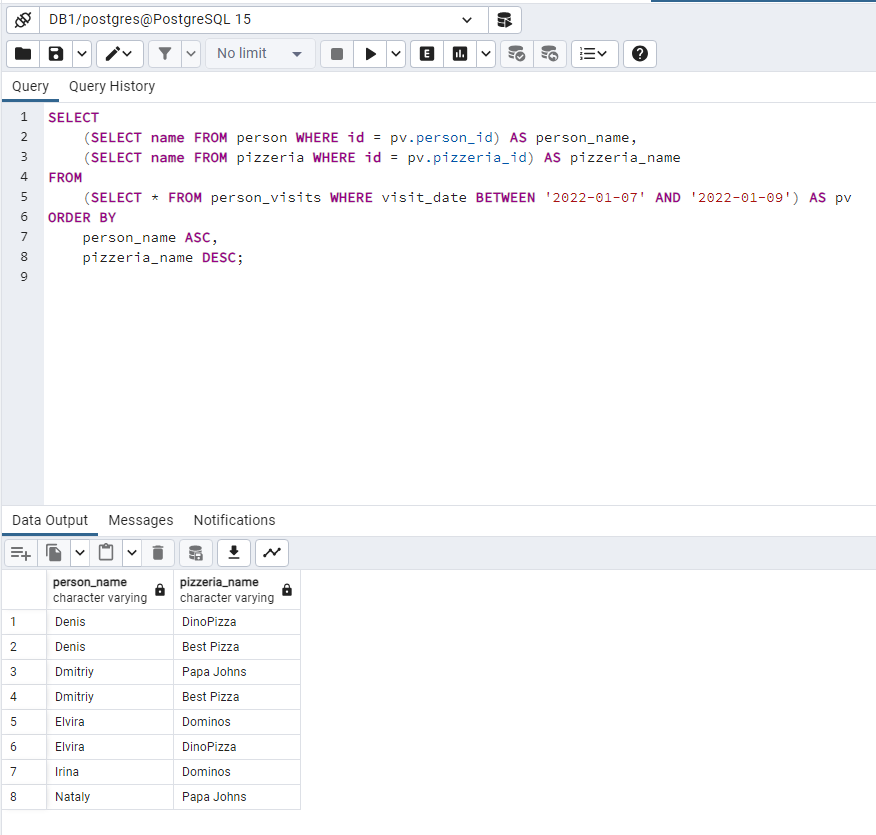 DB1/postgres@PostgreSQL 15
No limit
E
Query Query History
1 SELECT
2 (SELECT name FROM person WHERE id = pv.person_id) AS person_name,
3 (SELECT name FROM pizzeria WHERE id = pv.pizzeria_id) AS pizzeria_name
4 FROM
5 (SELECT * FROM person_visits WHERE visit_date BETWEEN '2022-01-07' AND '2022-01-09') AS pv
6 ORDER BY
7 person_name ASC,
8 pizzeria_name DESC;
9
Data Output Messages Notifications
person_name pizzeria_name
character varying character varying
1 Denis DinoPizza
2 Denis Best Pizza
3 Dmitriy Papa Johns
4 Dmitriy Best Pizza
5 Elvira Dominos
6 Elvira DinoPizza
7 Irina Dominos
8 Nataly Papa Johns